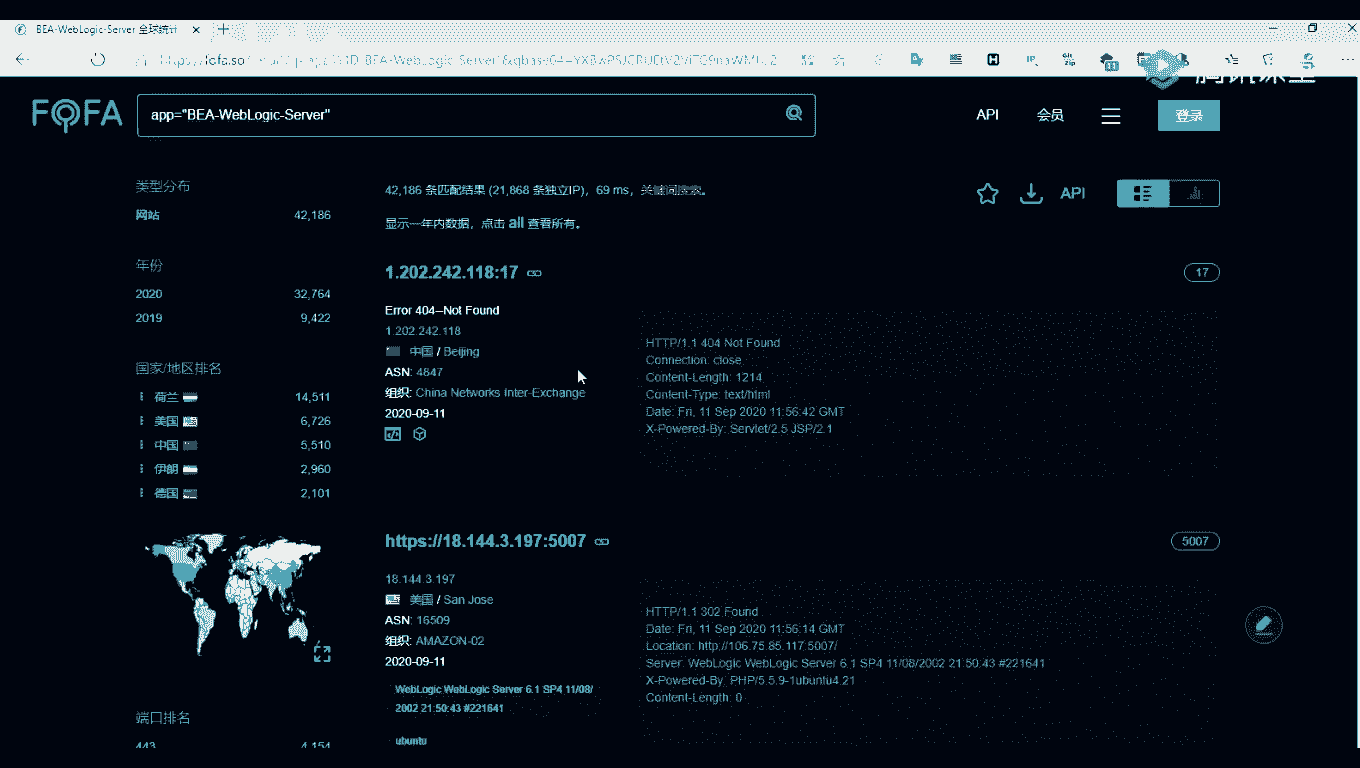 BEA-WebLogic-Server 全球统计
FOFA
app="BEA-WebLogic-Server"
API
会员
登录
腾讯课堂
类型分布
网站 42,186
年份
2020 32,764
2019 9,422
国家/地区排名
荷兰 14,511
美国 6,726
中国 5,510
伊朗 2,960
德国 2,101
端口排名
443 4,154
42,186 条匹配结果 (21,868 条独立IP)，69 ms，关键词搜索。
显示一年内数据，点击 all 查看所有。
API
1.202.242.118:17
17
Error 404--Not Found
1.202.242.118
中国 / Beijing
ASN: 4847
组织: China Networks Inter-Exchange
2020-09-11
HTTP/1.1 404 Not Found
Connection: close
Content-Length: 1214
Content-Type: text/html
Date: Fri, 11 Sep 2020 11:56:42 GMT
X-Powered-By: Servlet/2.5 JSP/2.1
https://18.144.3.197:5007
5007
18.144.3.197
美国 / San Jose
ASN: 16509
组织: AMAZON-02
2020-09-11
WebLogic WebLogic Server 6.1 SP4 11/08/
2002 21:50:43 #221641
ubuntu
HTTP/1.1 302 Found
Date: Fri, 11 Sep 2020 11:56:14 GMT
Location: http://106.75.85.117:5007/
Server: WebLogic WebLogic Server 6.1 SP4 11/08/2002 21:50:43 #221641
X-Powered-By: PHP/5.5.9-1ubuntu4.21
Content-Length: 0